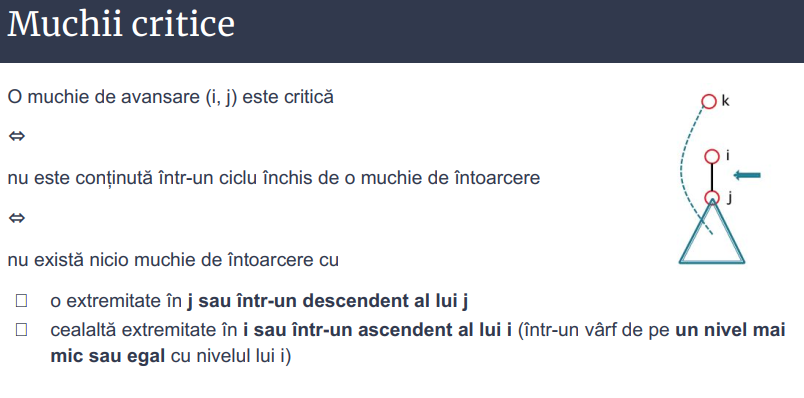 Muchii critice
O muchie de avansare (i, j) este critică
⇔
nu este conținută într-un ciclu închis de o muchie de întoarcere
⇔
nu există nicio muchie de întoarcere cu
o extremitate în j sau într-un descendent al lui j
cealaltă extremitate în i sau într-un ascendent al lui i (într-un vârf de pe un nivel mai
mic sau egal cu nivelul lui i)
k
i
j